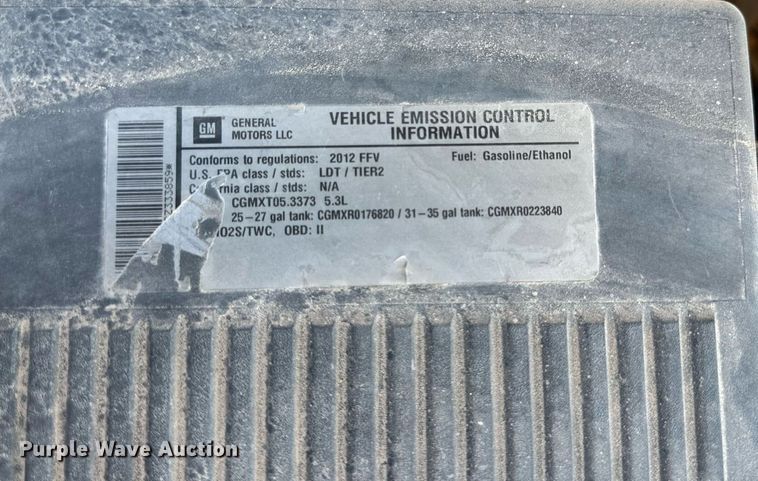 GM GENERAL MOTORS LLC
VEHICLE EMISSION CONTROL INFORMATION
Conforms to regulations: 2012 FFV Fuel: Gasoline/Ethanol
U.S. EPA class / stds: LDT / TIER2
California class / stds: N/A
CGMXT05.3373 5.3L
25-27 gal tank: CGMXR0176820 / 31-35 gal tank: CGMXR0223840
HO2S/TWC, OBD: II
Purple Wave Auction